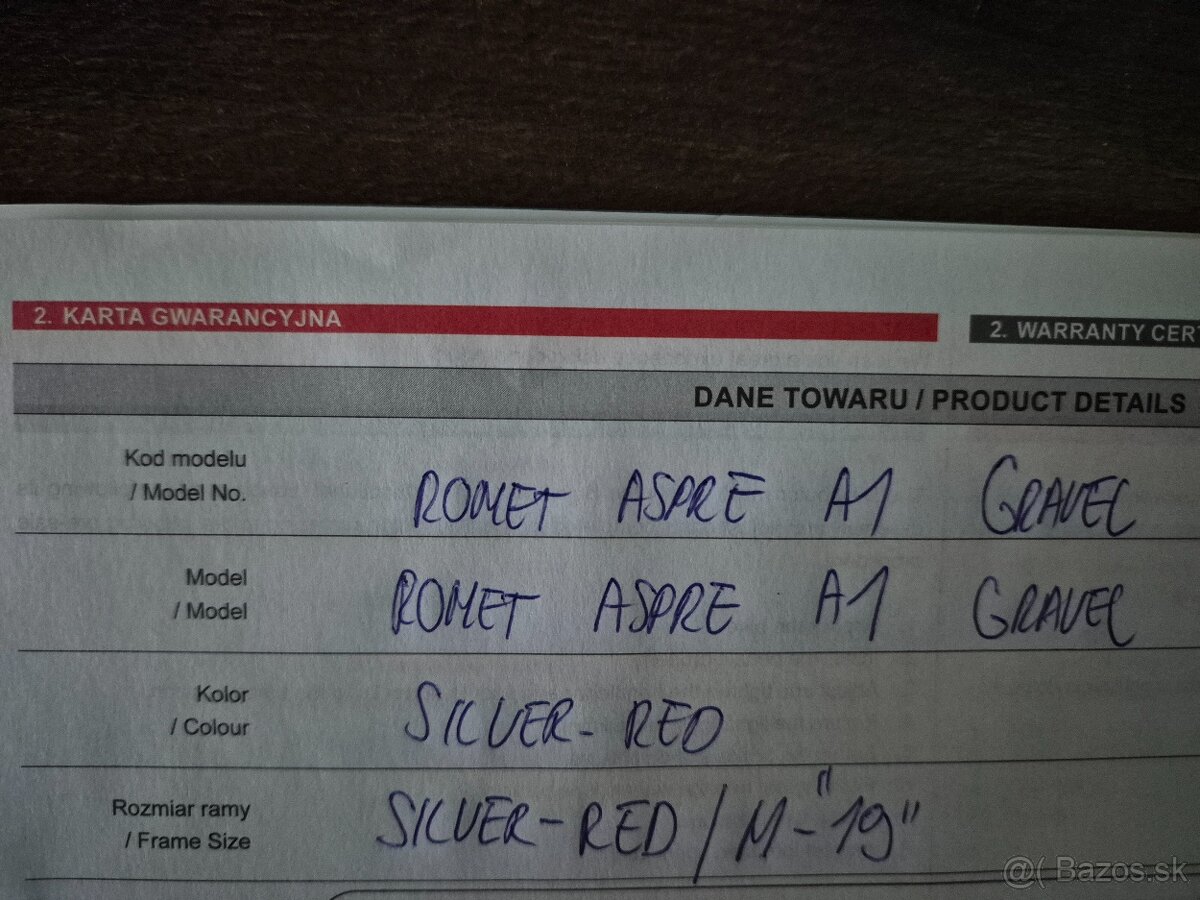 2. KARTA GWARANCYJNA
2. WARRANTY CERT
DANE TOWARU / PRODUCT DETAILS
Kod modelu
/ Model No.
ROMET ASPRE A1 GRAVEL
Model
/ Model
ROMET ASPRE A1 GRAVEL
Kolor
/ Colour
SILVER-RED
Rozmiar ramy
/ Frame Size
SILVER-RED / M-"19"
@( Bazos.sk